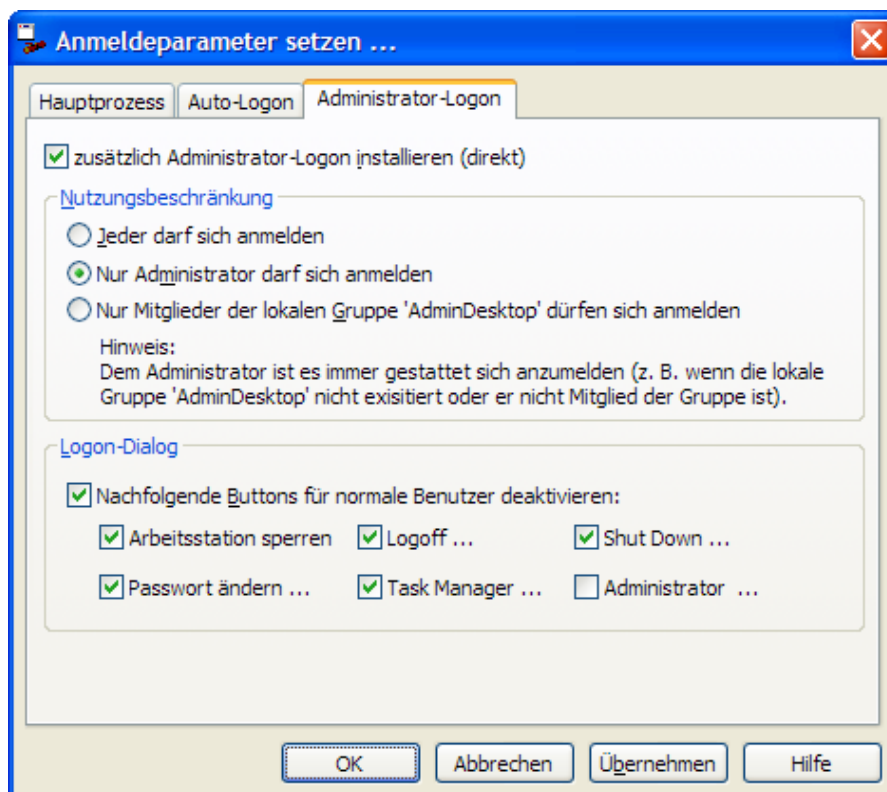 Anmeldeparameter setzen ...
Hauptprozess Auto-Logon Administrator-Logon
zusätzlich Administrator-Logon installieren (direkt)
Nutzungsbeschränkung
Jeder darf sich anmelden
Nur Administrator darf sich anmelden
Nur Mitglieder der lokalen Gruppe 'AdminDesktop' dürfen sich anmelden
Hinweis:
Dem Administrator ist es immer gestattet sich anzumelden (z. B. wenn die lokale
Gruppe 'AdminDesktop' nicht exisitiert oder er nicht Mitglied der Gruppe ist).
Logon-Dialog
Nachfolgende Buttons für normale Benutzer deaktivieren:
Arbeitsstation sperren Logoff ... Shut Down ...
Passwort ändern ... Task Manager ... Administrator ...
OK Abbrechen Übernehmen Hilfe